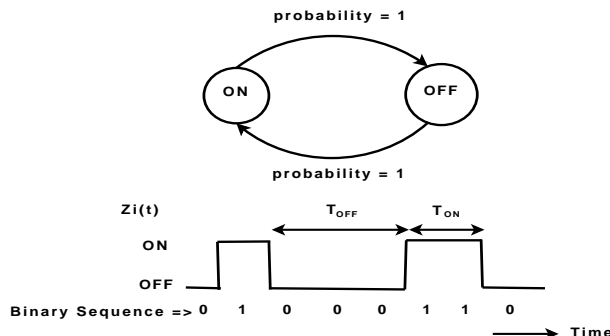 probability = 1
ON OFF
probability = 1
Zi(t) TOFF TON
ON
OFF
Binary Sequence => 0 1 0 0 0 1 1 0
Time